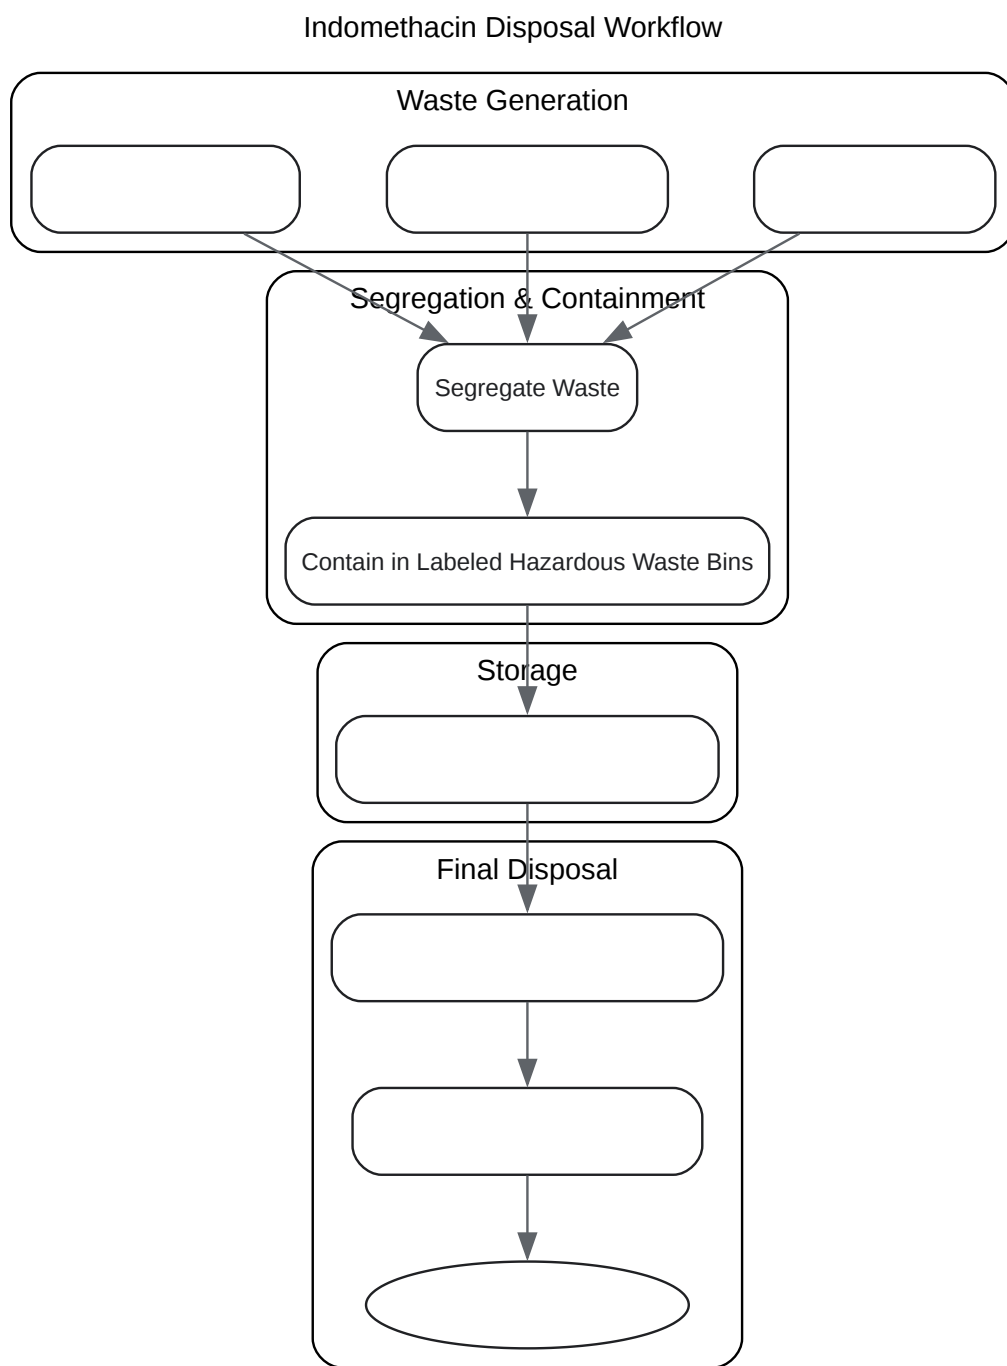 Indomethacin Disposal Workflow
Waste Generation
Segregation & Containment
Segregate Waste
Contain in Labeled Hazardous Waste Bins
Storage
Final Disposal